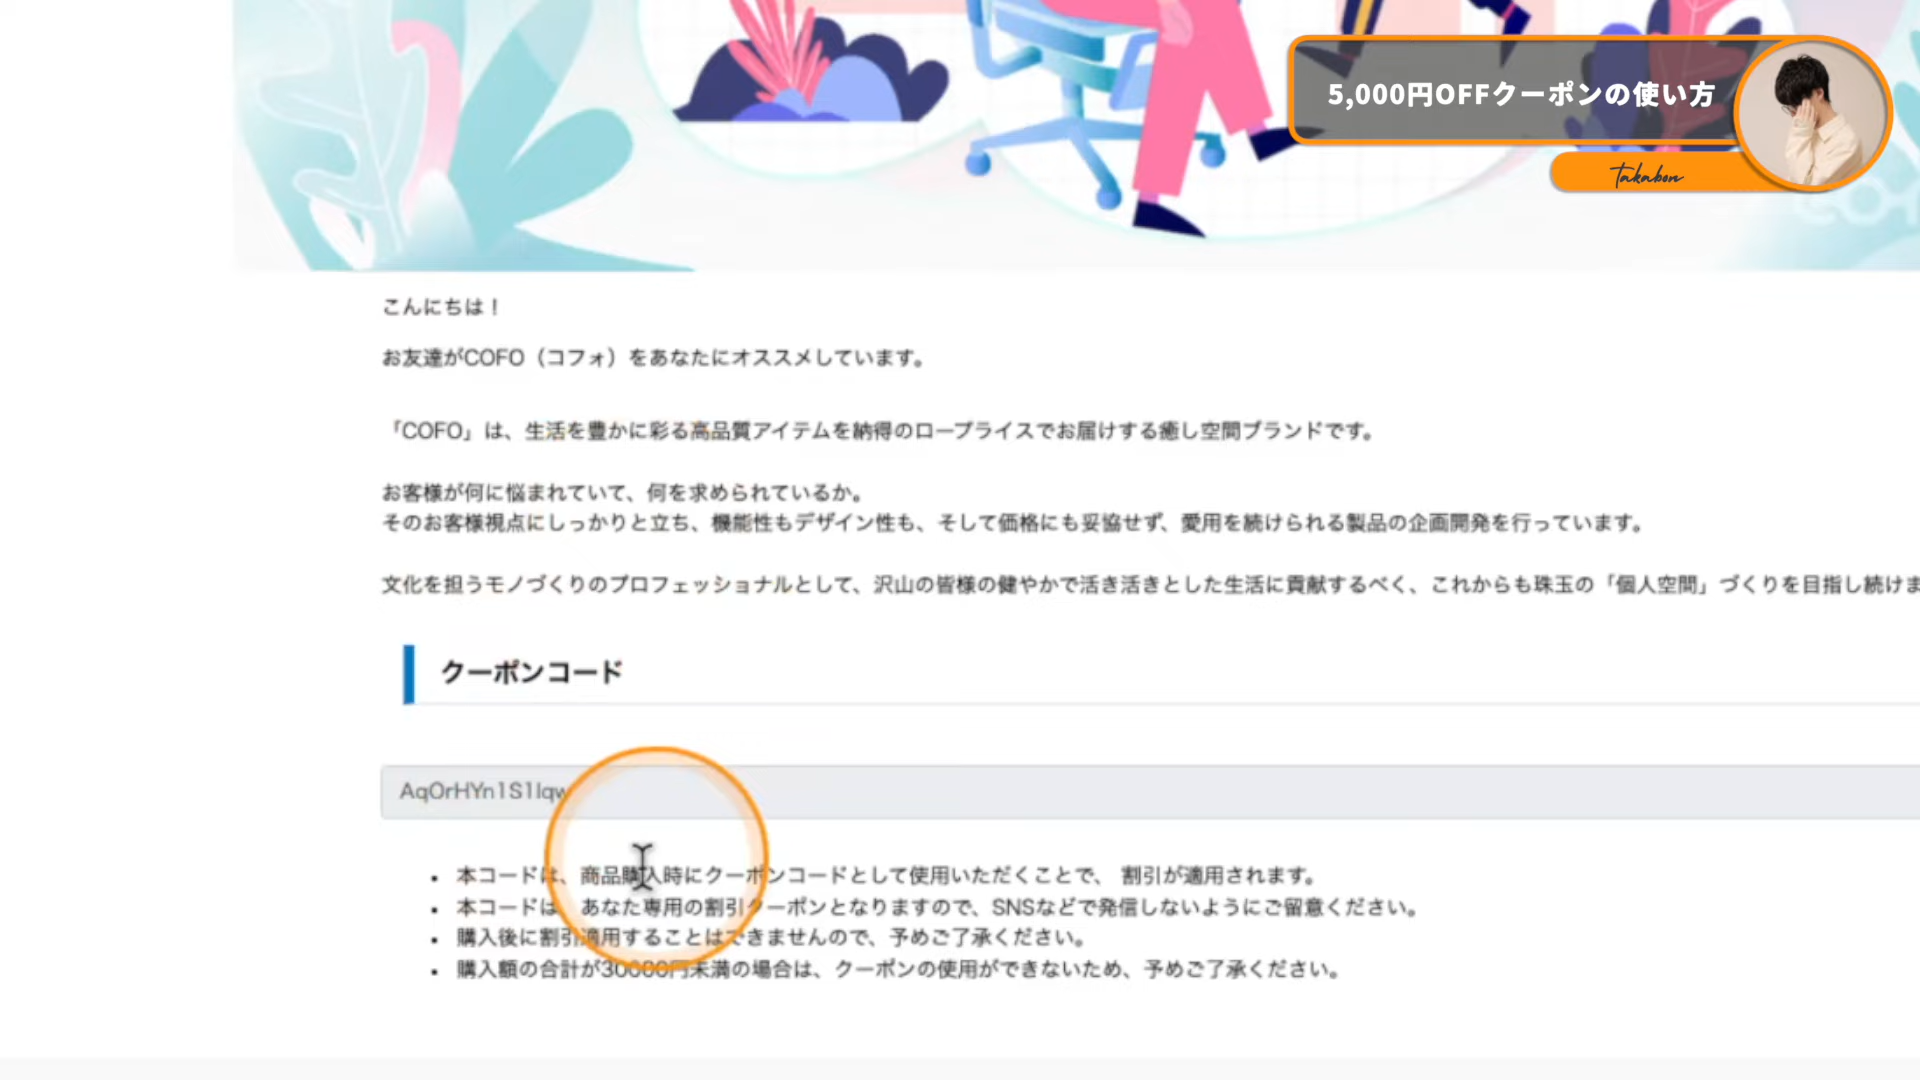 5,000円OFFクーポンの使い方
takabon
こんにちは！
お友達がCOFO（コフォ）をあなたにオススメしています。
「COFO」は、生活を豊かに彩る高品質アイテムを納得のロープライスでお届けする癒し空間ブランドです。
お客様が何に悩まれていて、何を求められているか。
そのお客様視点にしっかりと立ち、機能性もデザイン性も、そして価格にも妥協せず、愛用を続けられる製品の企画開発を行っています。
文化を担うモノづくりのプロフェッショナルとして、沢山の皆様の健やかで活き活きとした生活に貢献するべく、これからも珠玉の「個人空間」づくりを目指し続けま
クーポンコード
AqOrHYn1S1Iqw
• 本コードは、商品購入時にクーポンコードとして使用いただくことで、 割引が適用されます。
• 本コードは、あなた専用の割引クーポンとなりますので、SNSなどで発信しないようにご留意ください。
• 購入後に割引適用することはできませんので、予めご了承ください。
• 購入額の合計が30000円未満の場合は、クーポンの使用ができないため、予めご了承ください。